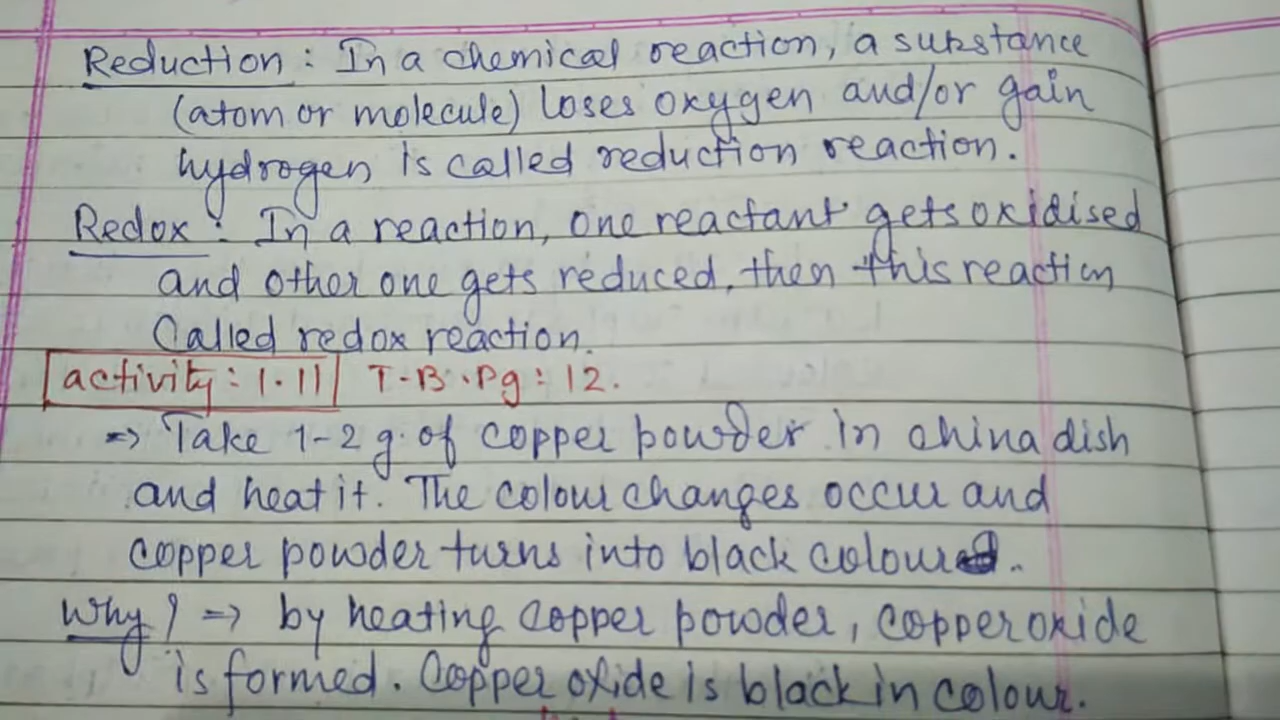 Reduction : In a chemical reaction, a substance
(atom or molecule) loses oxygen and/or gain
hydrogen is called reduction reaction.
Redox : In a reaction, one reactant gets oxidised
and other one gets reduced, then this reaction
Called redox reaction.
activity : 1.11 T.B.Pg : 12.
=> Take 1-2 g. of copper powder in china dish
and heat it. The colour changes occur and
copper powder turns into black colour.
Why ? => by heating copper powder, copper oxide
is formed. Copper oxide is black in colour.